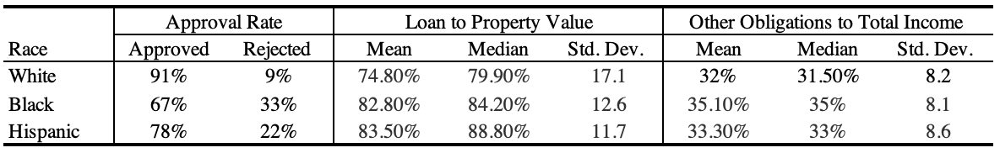 Approval Rate Loan to Property Value Other Obligations to Total Income
Race Approved Rejected Mean Median Std. Dev. Mean Median Std. Dev.
White 91% 9% 74.80% 79.90% 17.1 32% 31.50% 8.2
Black 67% 33% 82.80% 84.20% 12.6 35.10% 35% 8.1
Hispanic 78% 22% 83.50% 88.80% 11.7 33.30% 33% 8.6